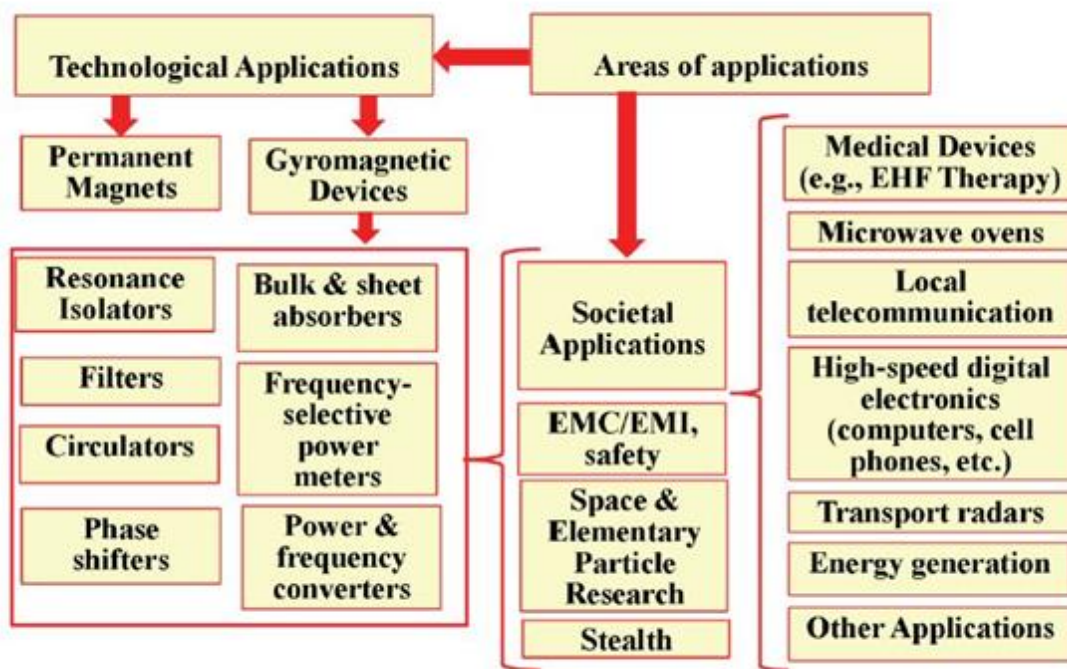 Technological Applications
Areas of applications
Permanent
Magnets
Gyromagnetic
Devices
Resonance
Isolators
Filters
Circulators
Phase
shifters
Bulk & sheet
absorbers
Frequency-
selective
power
meters
Power &
frequency
converters
Societal
Applications
EMC/EMI,
safety
Space &
Elementary
Particle
Research
Stealth
Medical Devices
(e.g., EHF Therapy)
Microwave ovens
Local
telecommunication
High-speed digital
electronics
(computers, cell
phones, etc.)
Transport radars
Energy generation
Other Applications